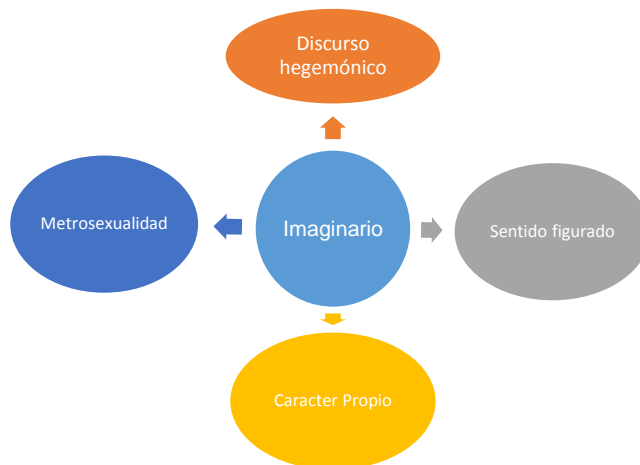 Discurso
hegemónico
Metrosexualidad
Imaginario
Sentido figurado
Caracter Propio